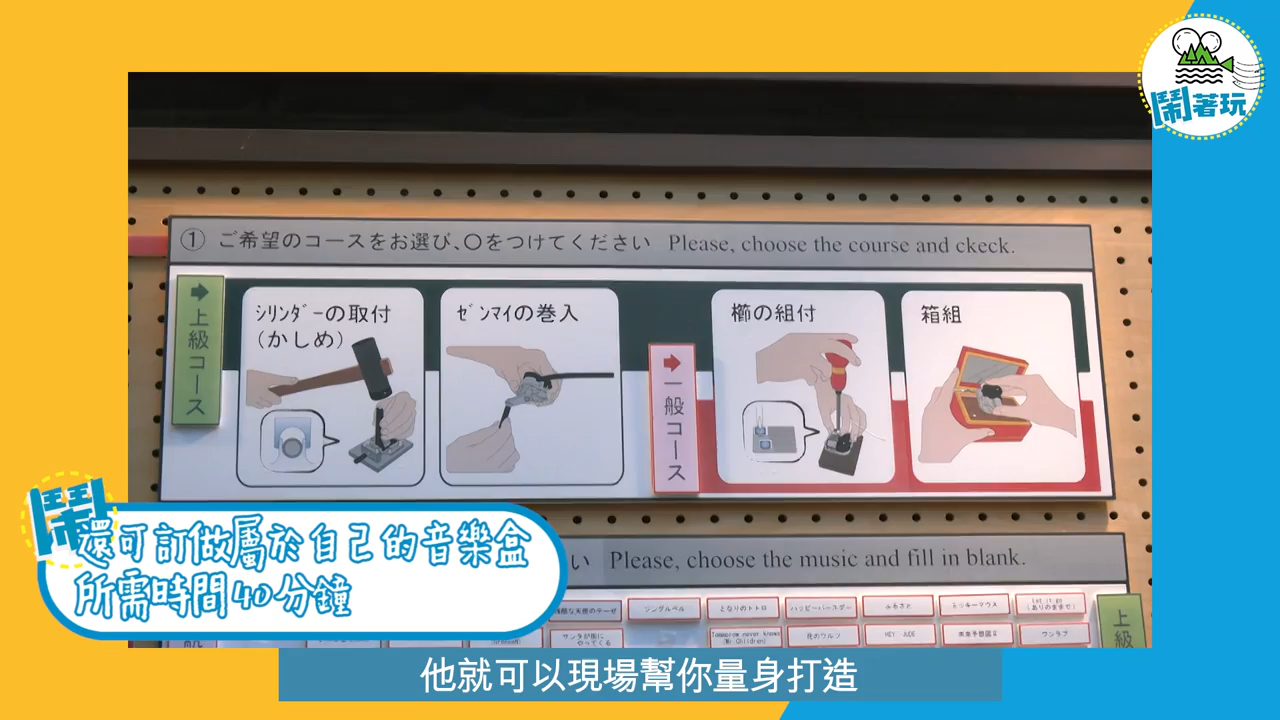 鬧著玩
① ご希望のコースをお選び、〇をつけてください Please, choose the course and ckeck.
➡上級コース
シリンダーの取付
(かしめ)
ゼンマイの巻入
➡一般コース
櫛の組付
箱組
い Please, choose the music and fill in blank.
ジングルベル
となりのトトロ
ハッピーバースデー
ふるさと
ミッキーマウス
Let it go
(ありのままで)
サンタが街に
やってくる
Tomorrow never knows
(Mr Children)
花のワルツ
HEY JUDE
未来予想図Ⅱ
ワンラブ
上級
般
鬧
還可訂做屬於自己的音樂盒
所需時間40分鐘
他就可以現場幫你量身打造